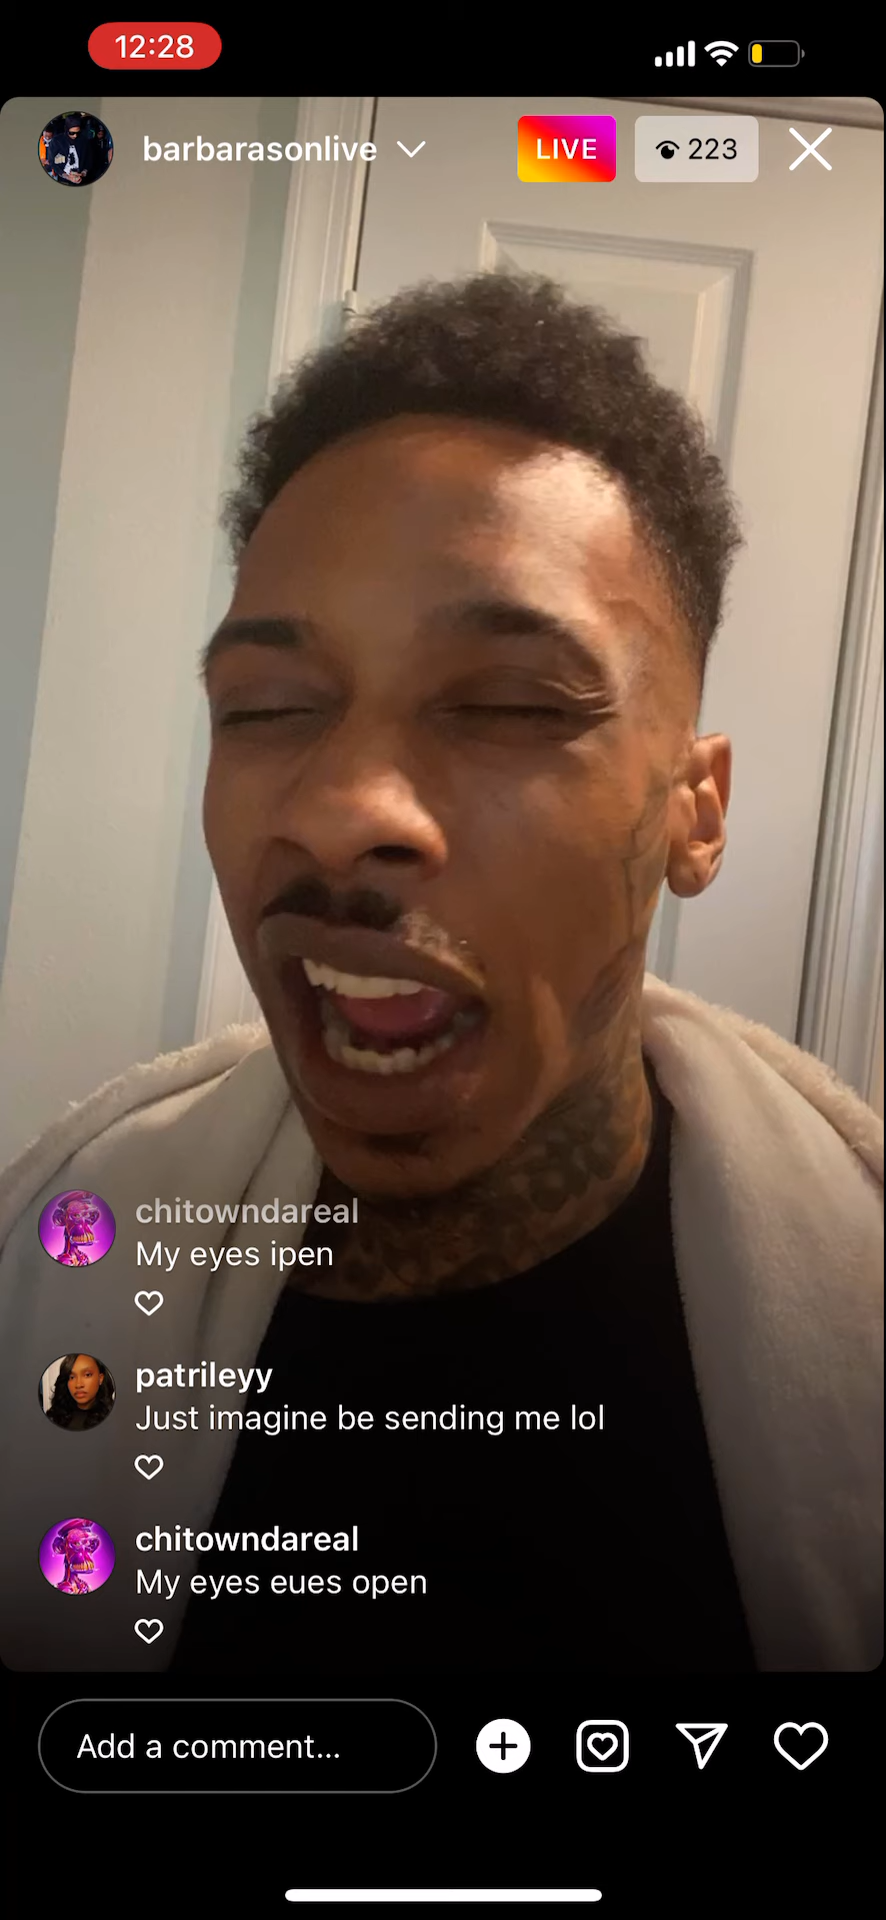 12:28
barbarasonlive
LIVE
223
chitowndareal
My eyes ipen
patrileyy
Just imagine be sending me lol
chitowndareal
My eyes eues open
Add a comment...